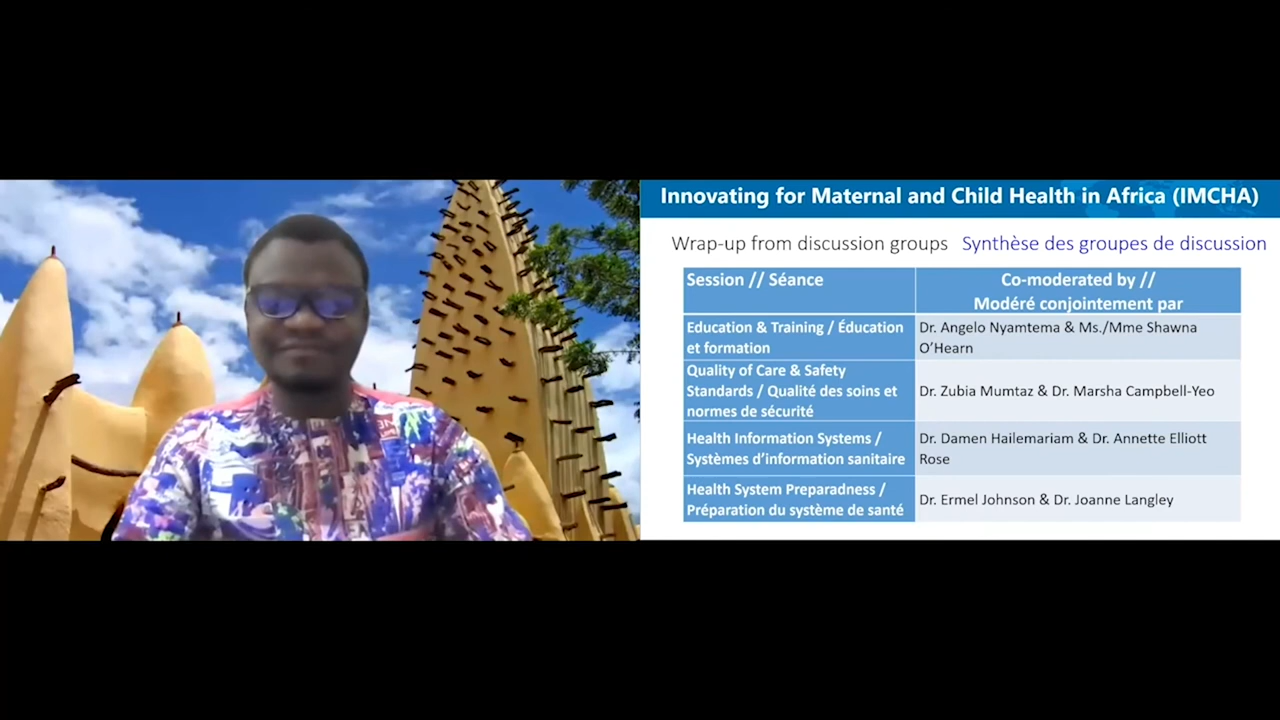 Innovating for Maternal and Child Health in Africa (IMCHA)
Wrap-up from discussion groups Synthèse des groupes de discussion
Session // Séance
Co-moderated by //
Modéré conjointement par
Education & Training / Éducation
et formation
Dr. Angelo Nyamtema & Ms./Mme Shawna
O’Hearn
Quality of Care & Safety
Standards / Qualité des soins et
normes de sécurité
Dr. Zubia Mumtaz & Dr. Marsha Campbell-Yeo
Health Information Systems /
Systèmes d’information sanitaire
Dr. Damen Hailemariam & Dr. Annette Elliott
Rose
Health System Preparadness /
Préparation du système de santé
Dr. Ermel Johnson & Dr. Joanne Langley